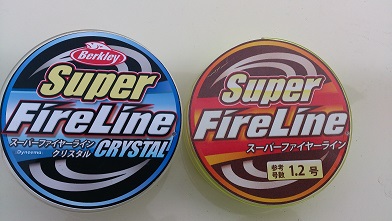 Berkley
Super
FireLine
スーパーファイヤーライン
クリスタル CRYSTAL
Dyneema
Super
FireLine
スーパーファイヤーライン
参考
号数 1.2 号